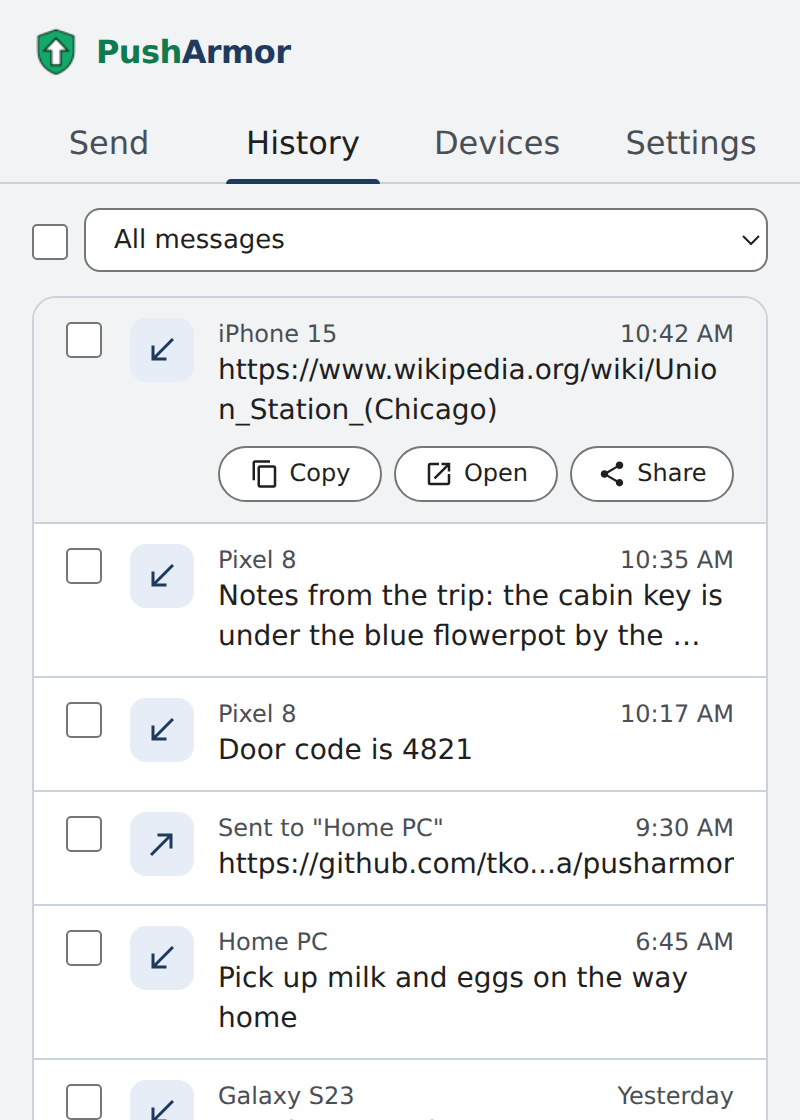 PushArmor
Send History Devices Settings
All messages
iPhone 15 10:42 AM
https://www.wikipedia.org/wiki/Unio
n_Station_(Chicago)
Copy Open Share
Pixel 8 10:35 AM
Notes from the trip: the cabin key is
under the blue flowerpot by the ...
Pixel 8 10:17 AM
Door code is 4821
Sent to "Home PC" 9:30 AM
https://github.com/tko...a/pusharmor
Home PC 6:45 AM
Pick up milk and eggs on the way
home
Galaxy S23 Yesterday